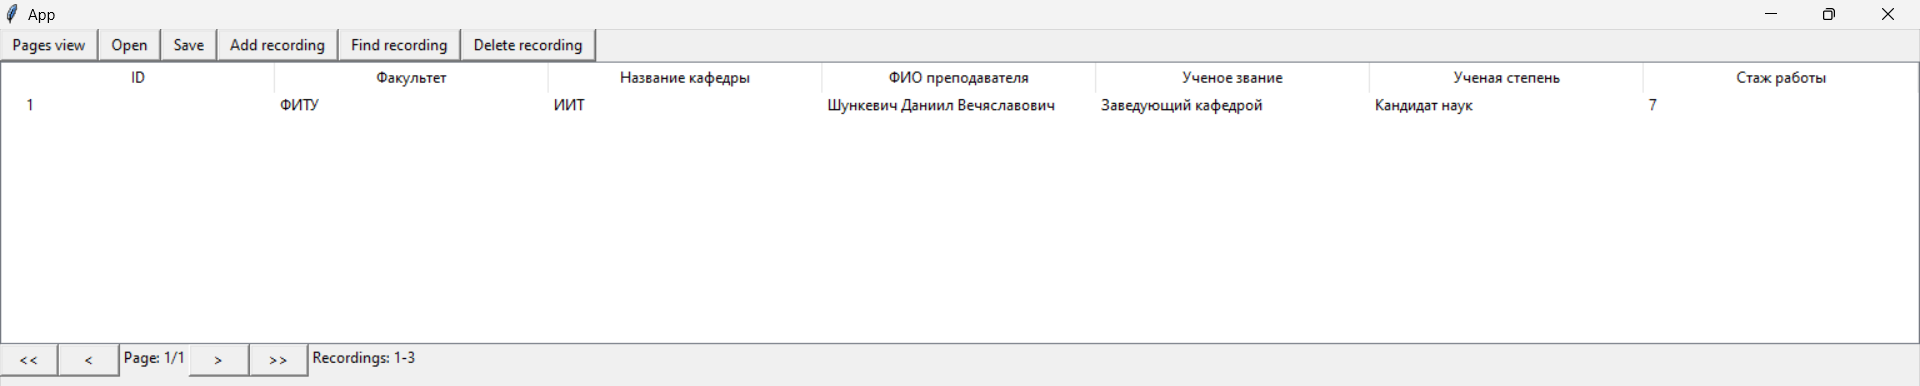 App
Pages view Open Save Add recording Find recording Delete recording
ID Факультет Название кафедры ФИО преподавателя Ученое звание Ученая степень Стаж работы
1 ФИТУ ИИТ Шункевич Даниил Вечяславович Заведующий кафедрой Кандидат наук 7
<< < Page: 1/1 > >> Recordings: 1-3